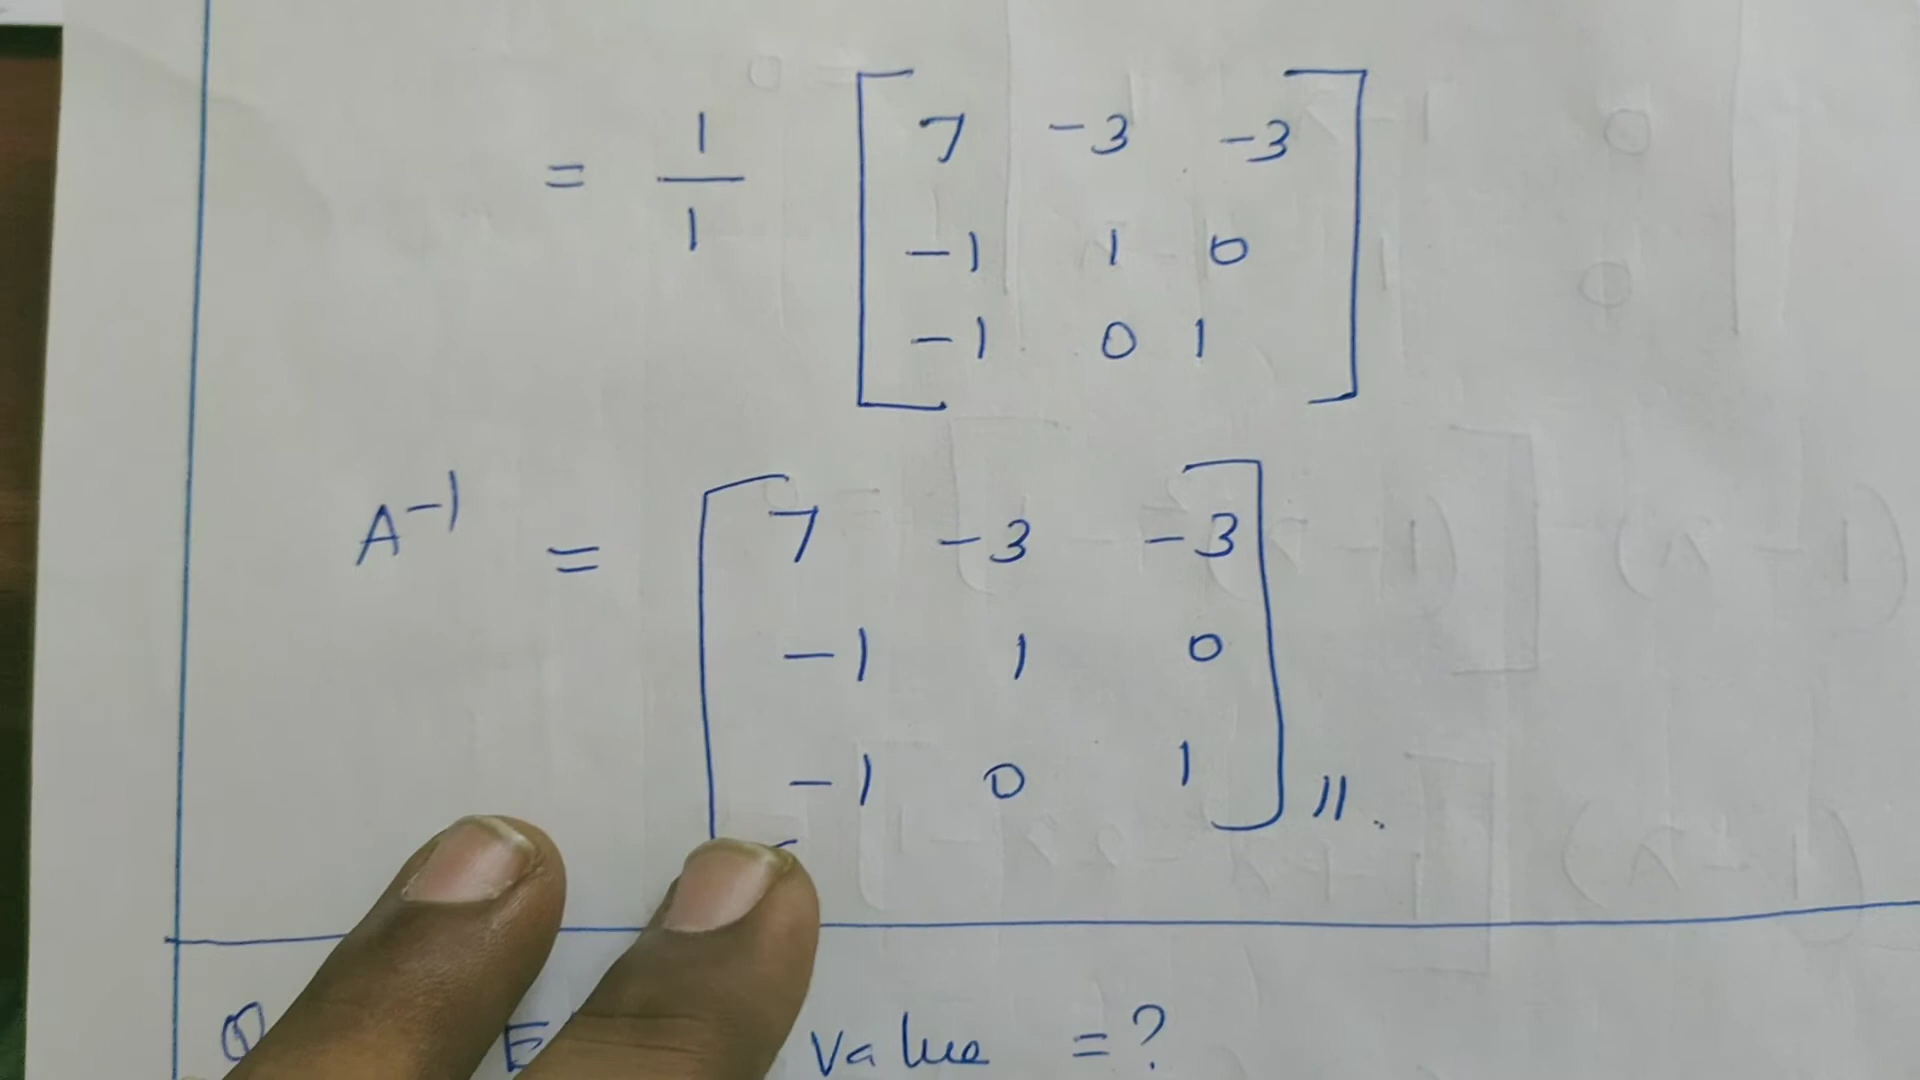 = 1/1 [ 7 -3 -3
-1 1 0
-1 0 1 ]
A⁻¹ = [ 7 -3 -3
-1 1 0
-1 0 1 ] //.
Value = ?